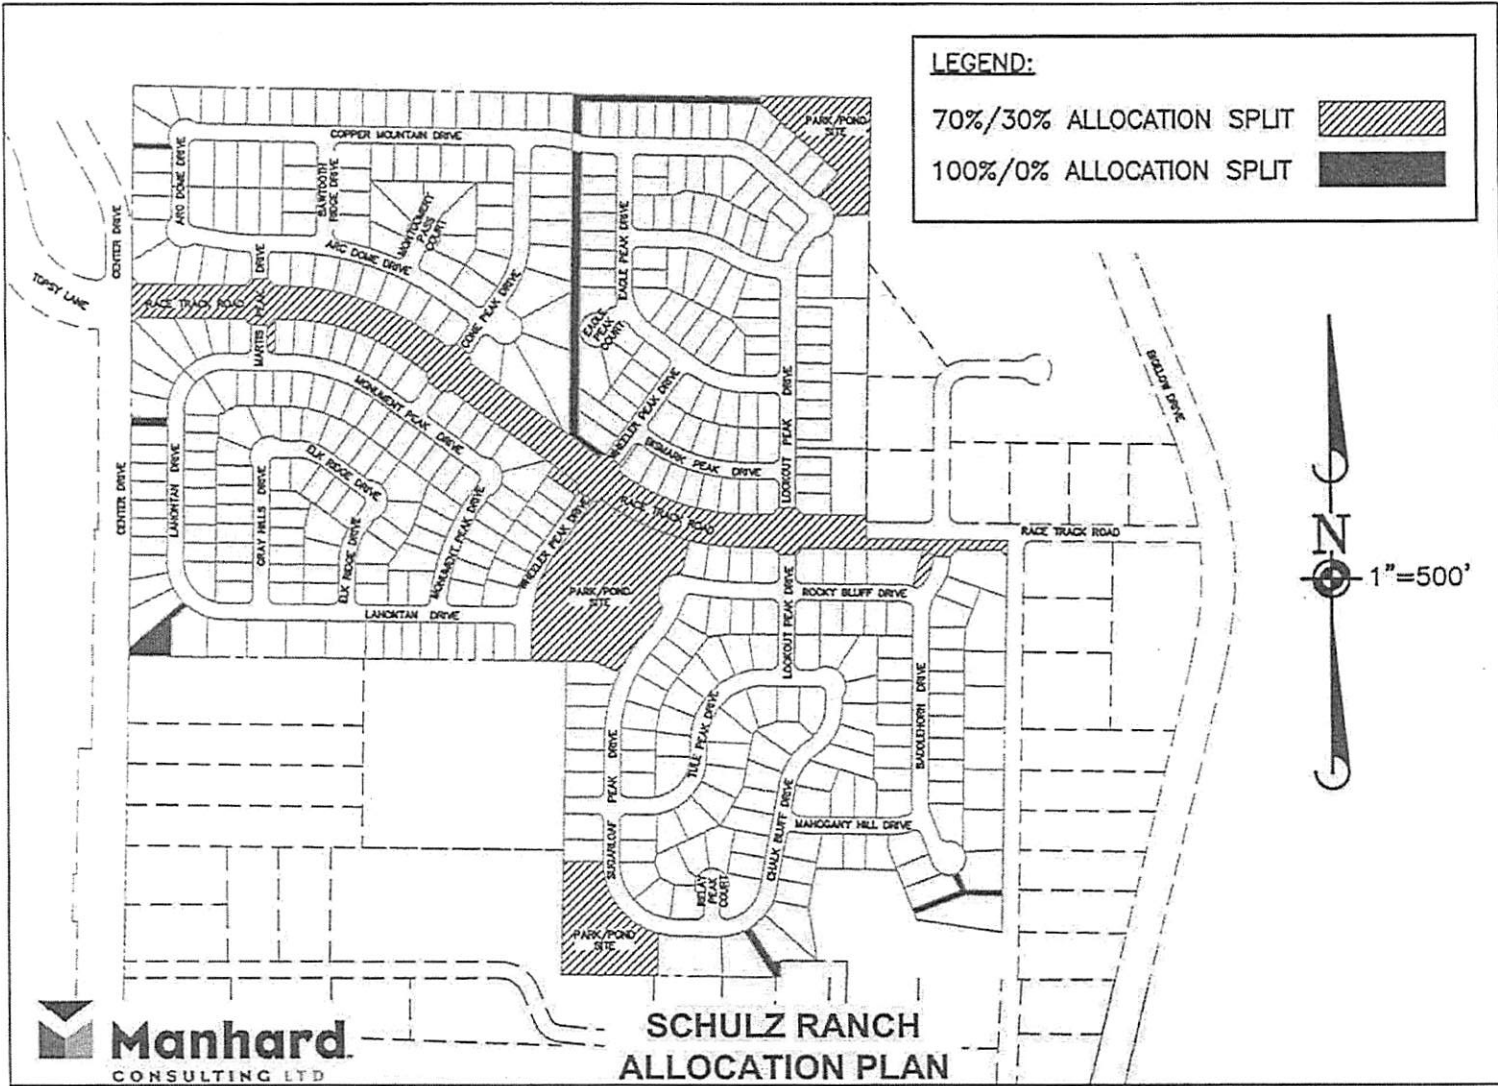 LEGEND:
70%/30% ALLOCATION SPLIT
100%/0% ALLOCATION SPLIT
PARK/POND
SITE
COPPER MOUNTAIN DRIVE
ARC DOME DRIVE
SAWTOOTH
RIDGE DRIVE
MONTGOMERY
PASS
COURT
ARC DOME DRIVE
CENTER DRIVE
TOPSY LANE
RACE TRACK ROAD
MARTIS PEAK DRIVE
CONE PEAK DRIVE
EAGLE PEAK DRIVE
EAGLE
PEAK
COURT
WHEELER PEAK DRIVE
BISMARK PEAK DRIVE
LOOKOUT PEAK DRIVE
BIGLOW DRIVE
MONUMENT PEAK DRIVE
ELK RIDGE DRIVE
GRAY HILLS DRIVE
LAHONTAN DRIVE
CENTER DRIVE
ELK RIDGE DRIVE
MONUMENT PEAK DRIVE
WHEELER PEAK DRIVE
LAHONTAN DRIVE
RACE TRACK ROAD
RACE TRACK ROAD
PARK/POND
SITE
LOOKOUT PEAK DRIVE
ROCKY BLUFF DRIVE
SADDLEHORN DRIVE
TULE PEAK DRIVE
SUGARLOAF PEAK DRIVE
CHALK BLUFF DRIVE
MAHOGANY HILL DRIVE
RELAY
PEAK
COURT
PARK/POND
SITE
N
1"=500'
Manhard
CONSULTING LTD
SCHULZ RANCH
ALLOCATION PLAN